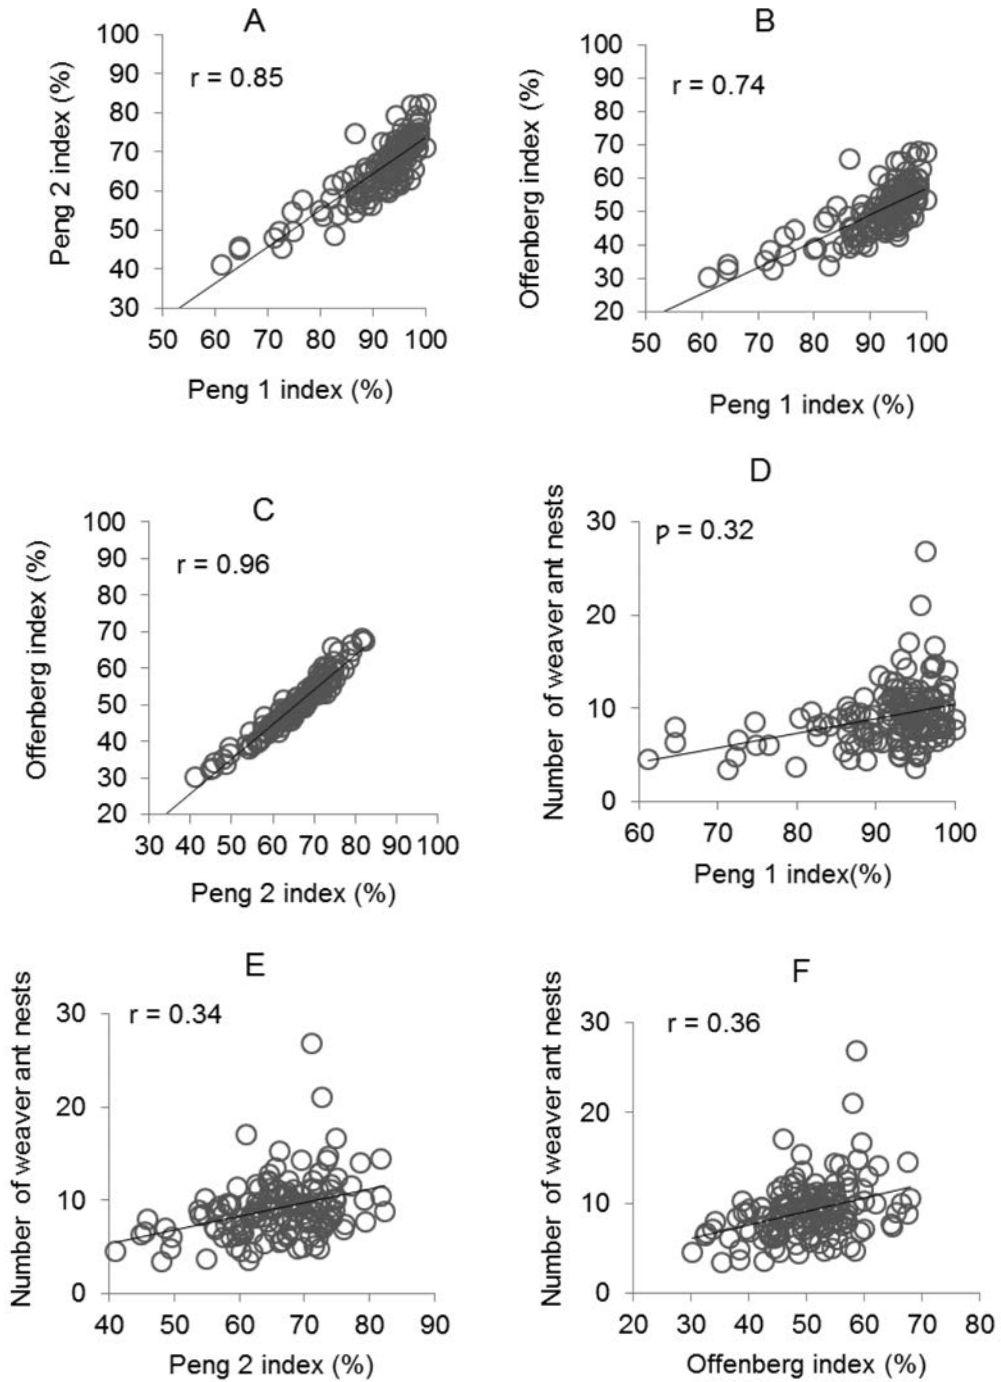 A
Peng 2 index (%)
100
90
80
70
60
50
40
30
r = 0.85
50 60 70 80 90 100
Peng 1 index (%)
B
Offenberg index (%)
100
90
80
70
60
50
40
30
20
r = 0.74
50 60 70 80 90 100
Peng 1 index (%)
C
Offenberg index (%)
100
90
80
70
60
50
40
30
20
r = 0.96
30 40 50 60 70 80 90 100
Peng 2 index (%)
D
Number of weaver ant nests
30
20
10
0
p = 0.32
60 70 80 90 100
Peng 1 index(%)
E
Number of weaver ant nests
30
20
10
0
r = 0.34
40 50 60 70 80 90
Peng 2 index (%)
F
Number of weaver ant nests
30
20
10
0
r = 0.36
20 30 40 50 60 70 80
Offenberg index (%)